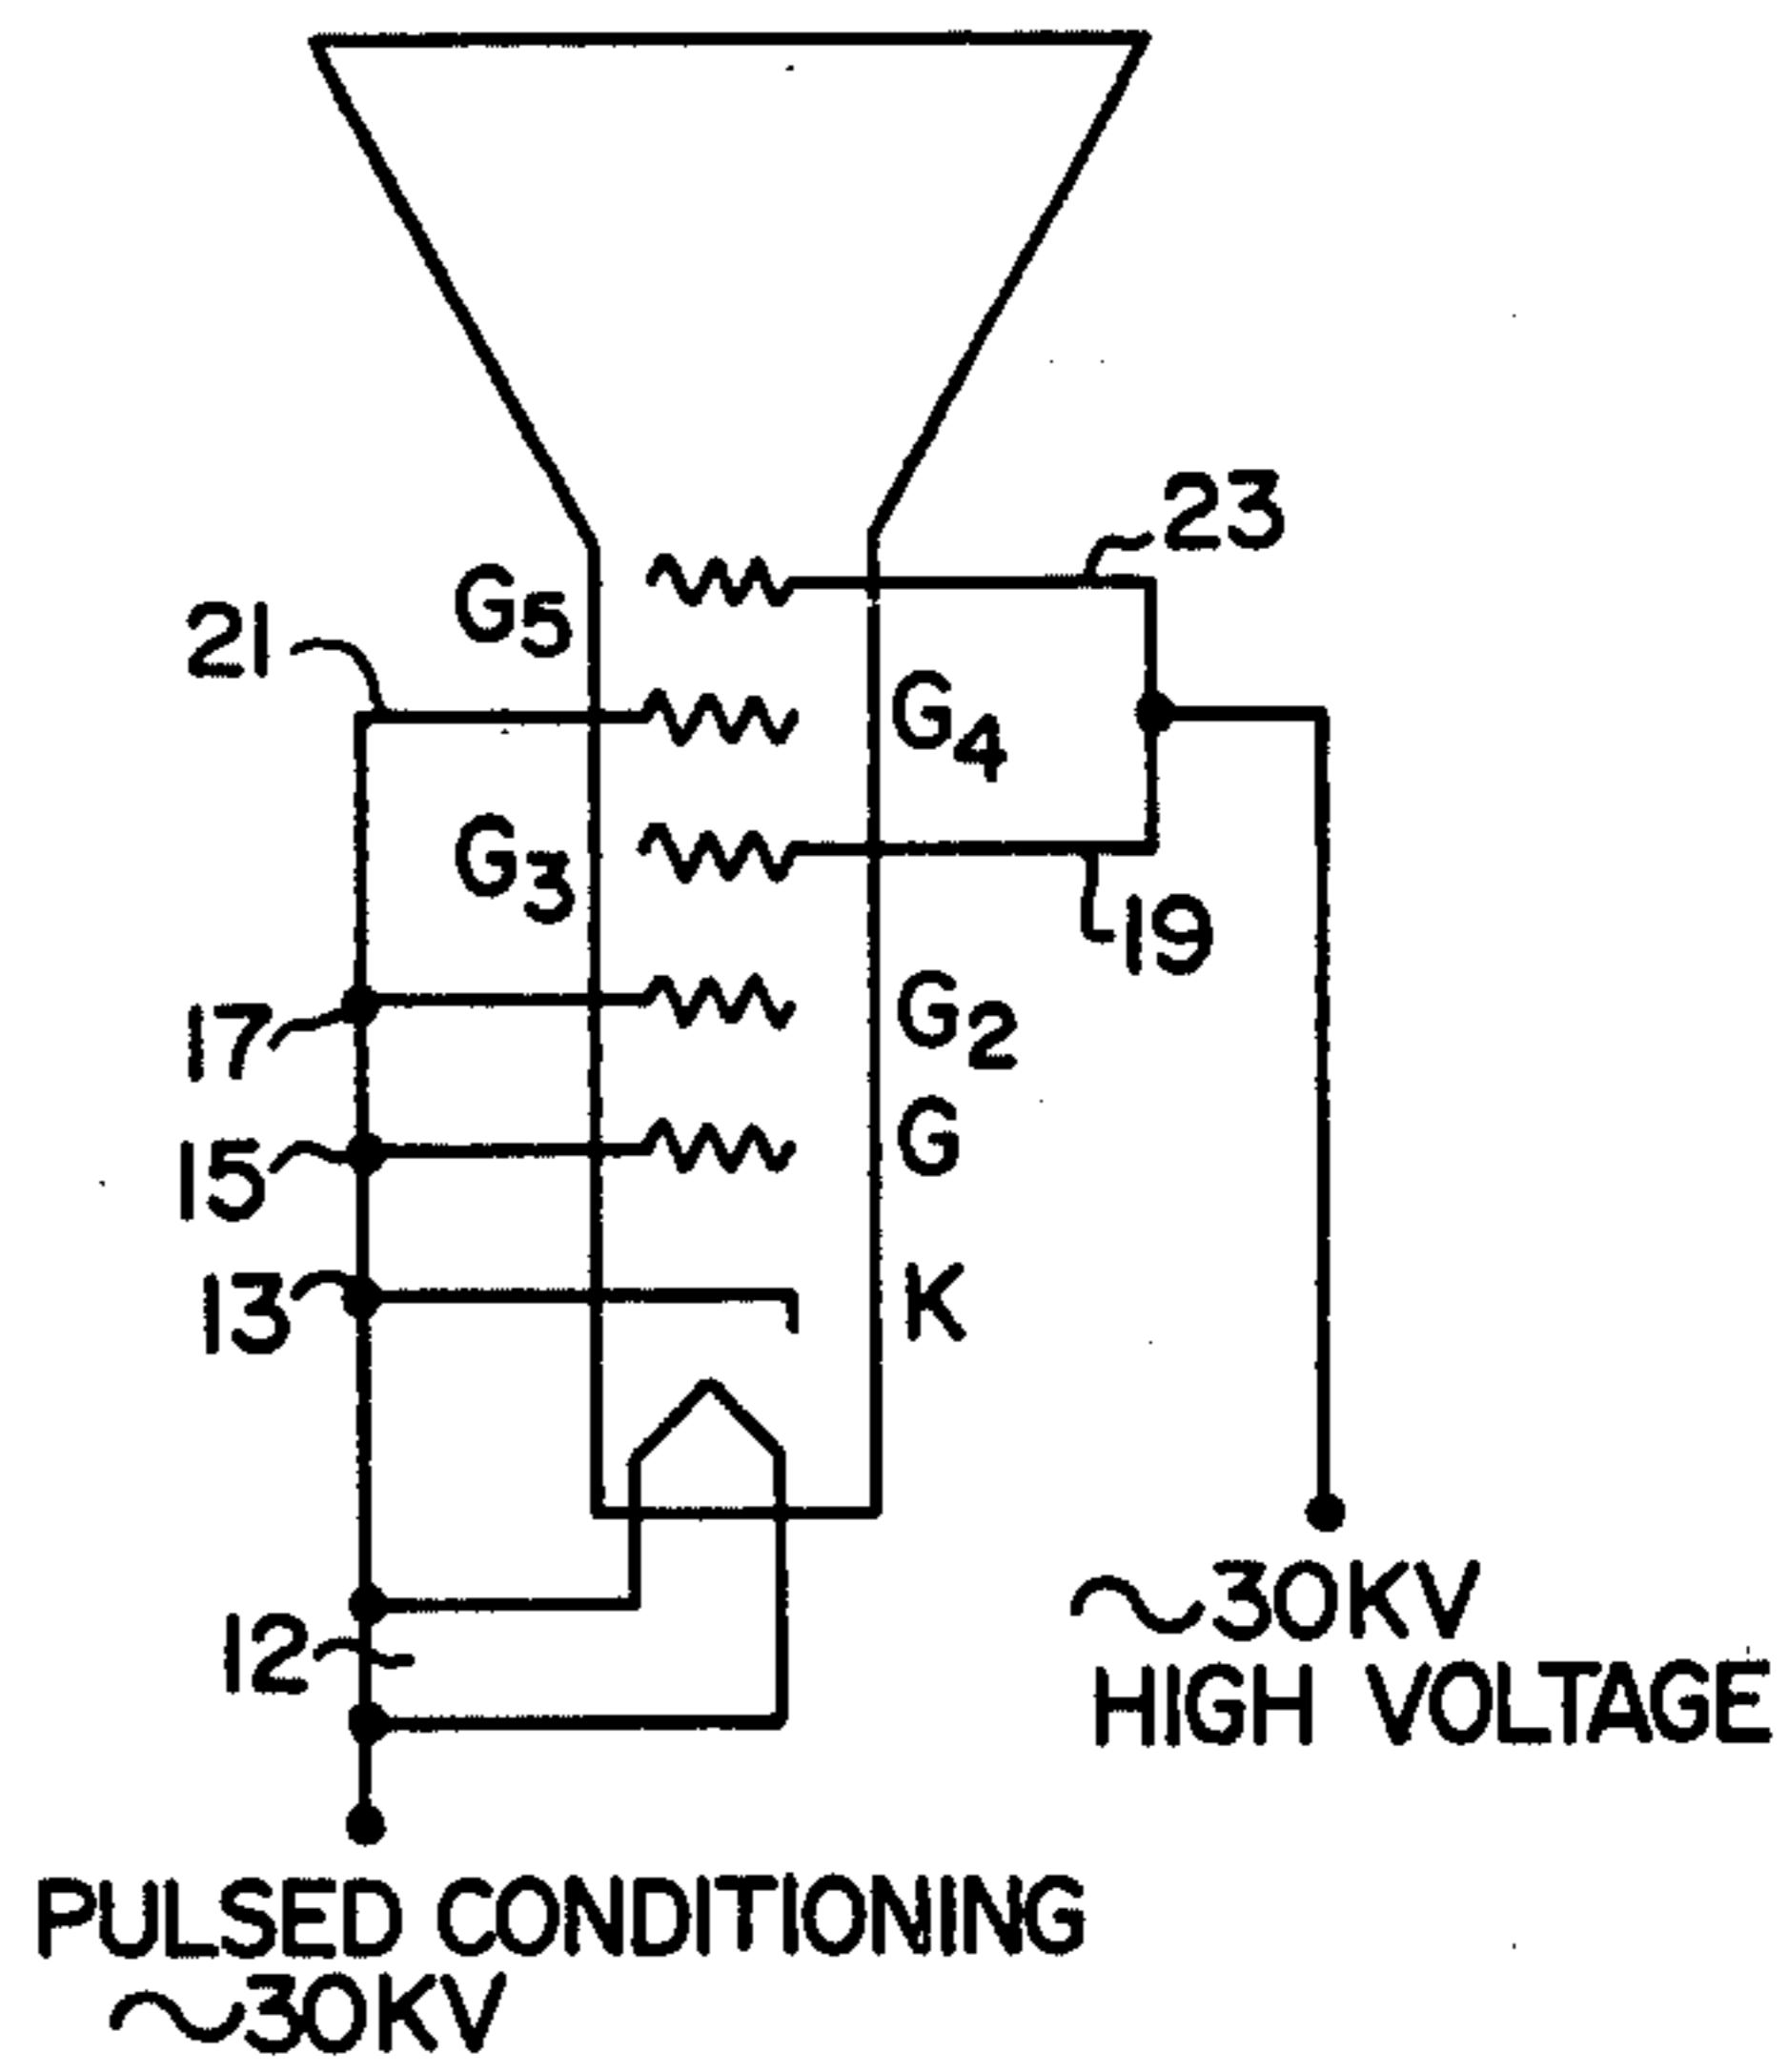 23
G5
21
G4
G3
19
17
G2
15
G
13
K
12
~30KV
HIGH VOLTAGE
PULSED CONDITIONING
~30KV